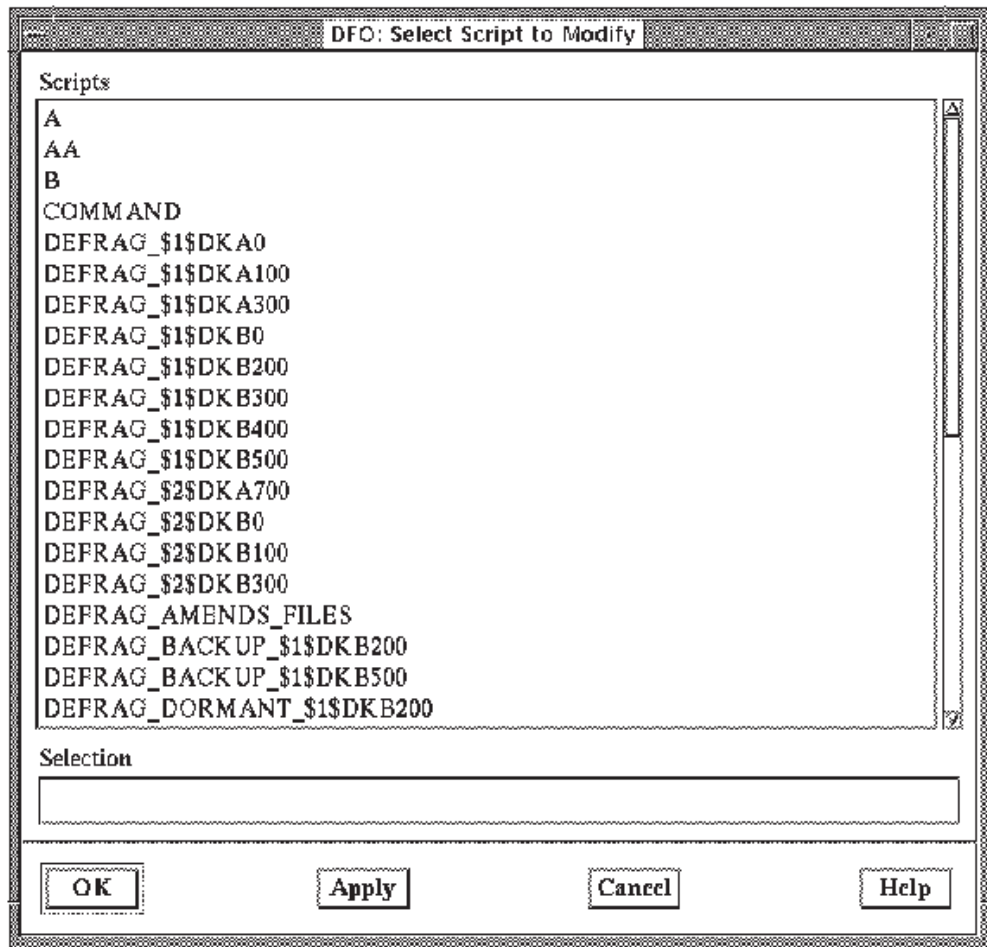 DFO: Select Script to Modify
Scripts
A
AA
B
COMMAND
DEFRAG_$1$DKA0
DEFRAG_$1$DKA100
DEFRAG_$1$DKA300
DEFRAG_$1$DKB0
DEFRAG_$1$DKB200
DEFRAG_$1$DKB300
DEFRAG_$1$DKB400
DEFRAG_$1$DKB500
DEFRAG_$2$DKA700
DEFRAG_$2$DKB0
DEFRAG_$2$DKB100
DEFRAG_$2$DKB300
DEFRAG_AMENDS_FILES
DEFRAG_BACKUP_$1$DKB200
DEFRAG_BACKUP_$1$DKB500
DEFRAG_DORMANT_$1$DKB200
Selection
OK Apply Cancel Help